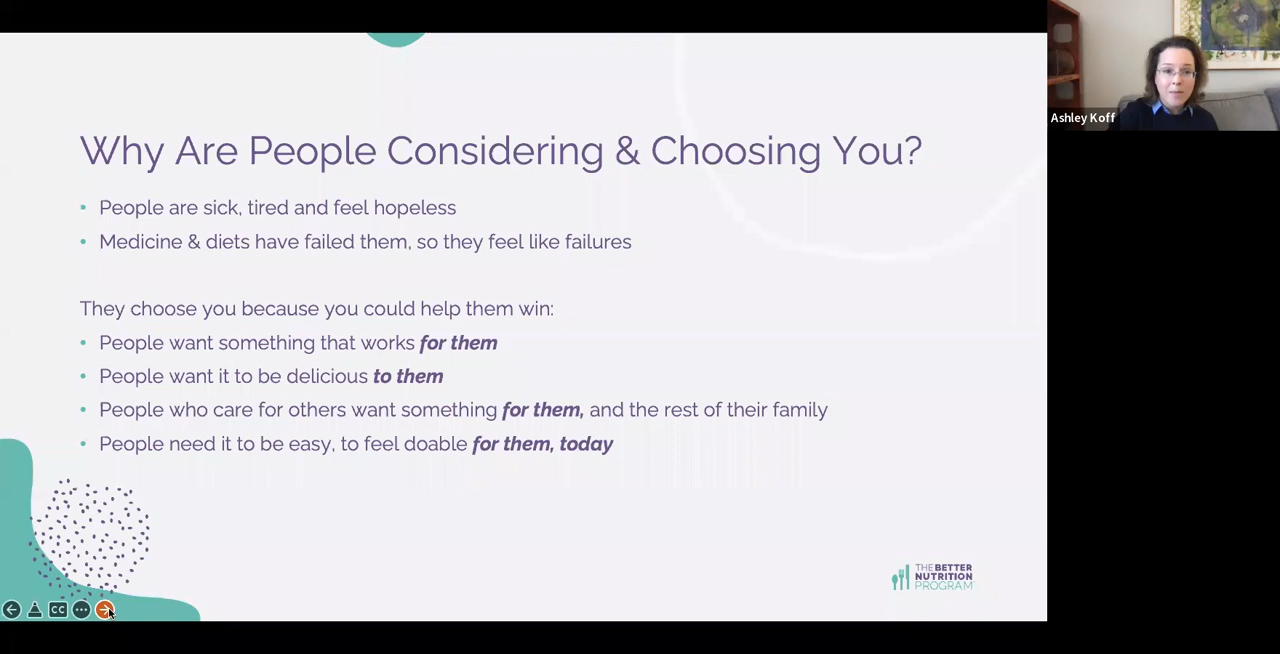 Why Are People Considering & Choosing You?
• People are sick, tired and feel hopeless
• Medicine & diets have failed them, so they feel like failures
They choose you because you could help them win:
• People want something that works for them
• People want it to be delicious to them
• People who care for others want something for them, and the rest of their family
• People need it to be easy, to feel doable for them, today
THE BETTER
NUTRITION
PROGRAM
CC
Ashley Koff